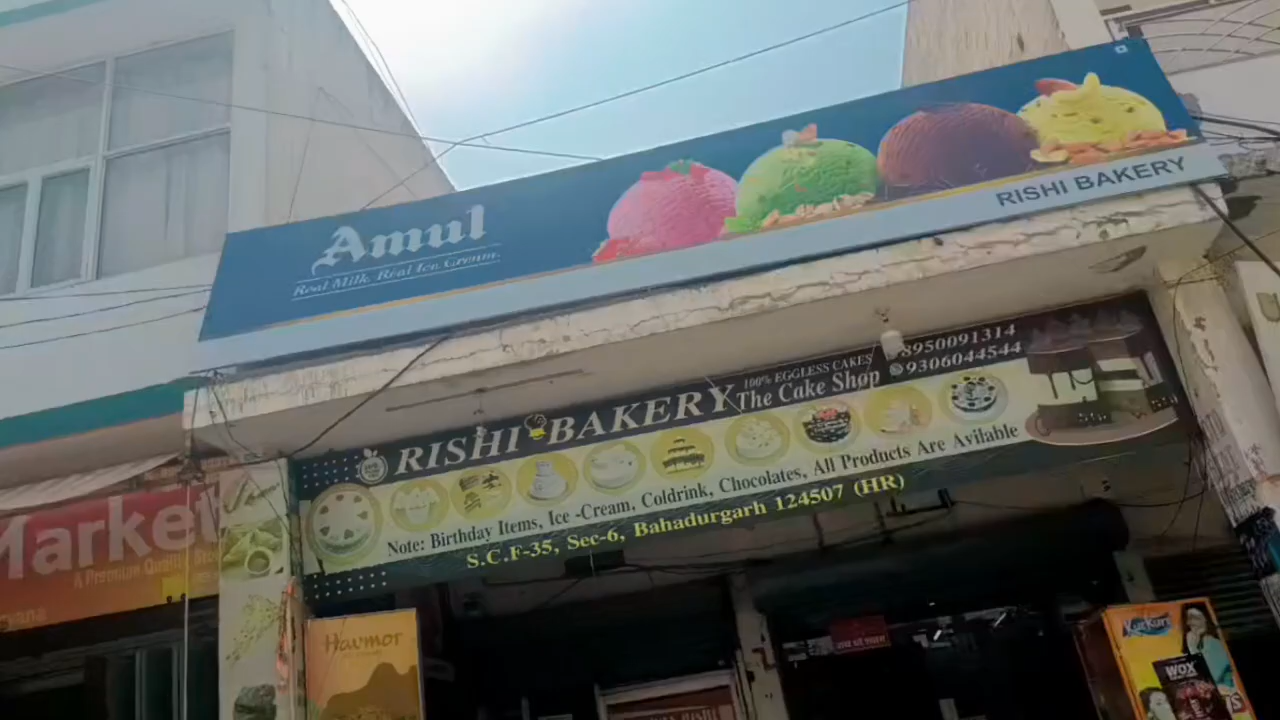 Amul
Real Milk. Real Ice Cream.
RISHI BAKERY
RISHI BAKERY
100% EGGLESS CAKES
The Cake Shop
8950091314
9306044544
Note: Birthday Items, Ice -Cream, Coldrink, Chocolates, All Products Are Avilable
S.C.F-35, Sec-6, Bahadurgarh 124507 (HR)
Market
A Premium Quality Store
Havmor
KurKure
WOX